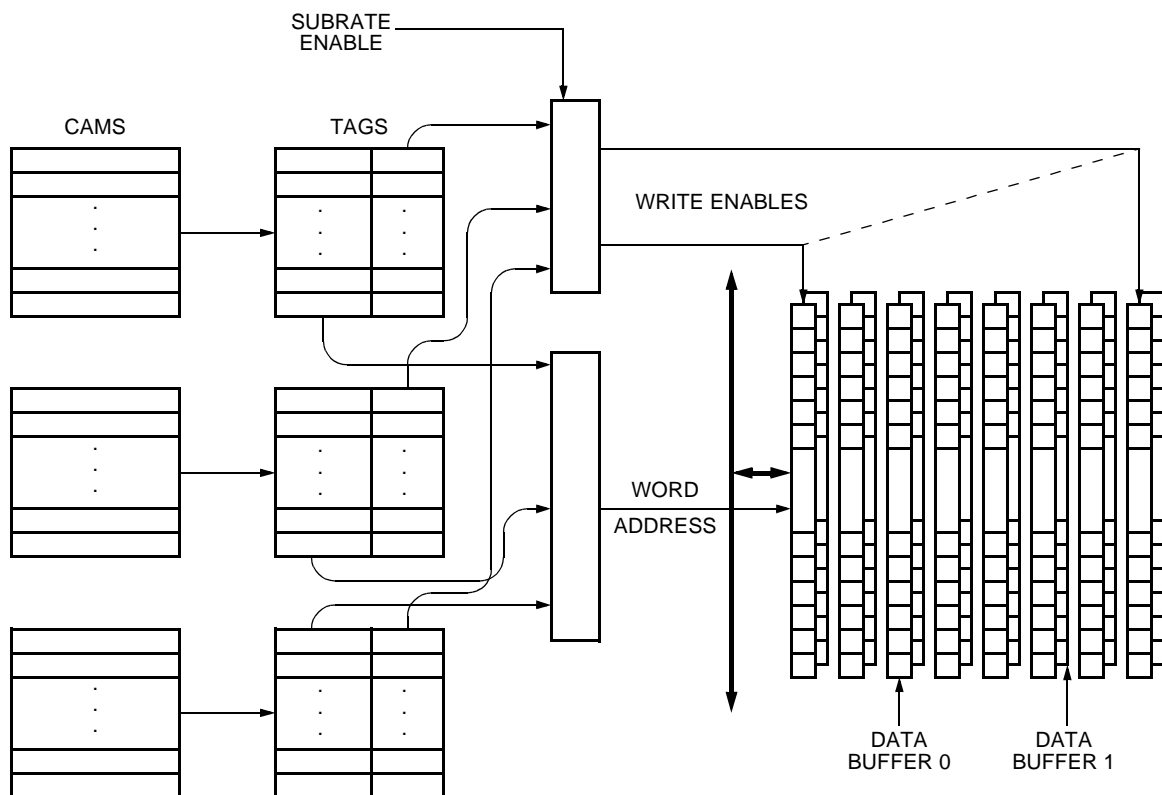 SUBRATE
ENABLE
CAMS
TAGS
WRITE ENABLES
WORD
ADDRESS
DATA
BUFFER 0
DATA
BUFFER 1